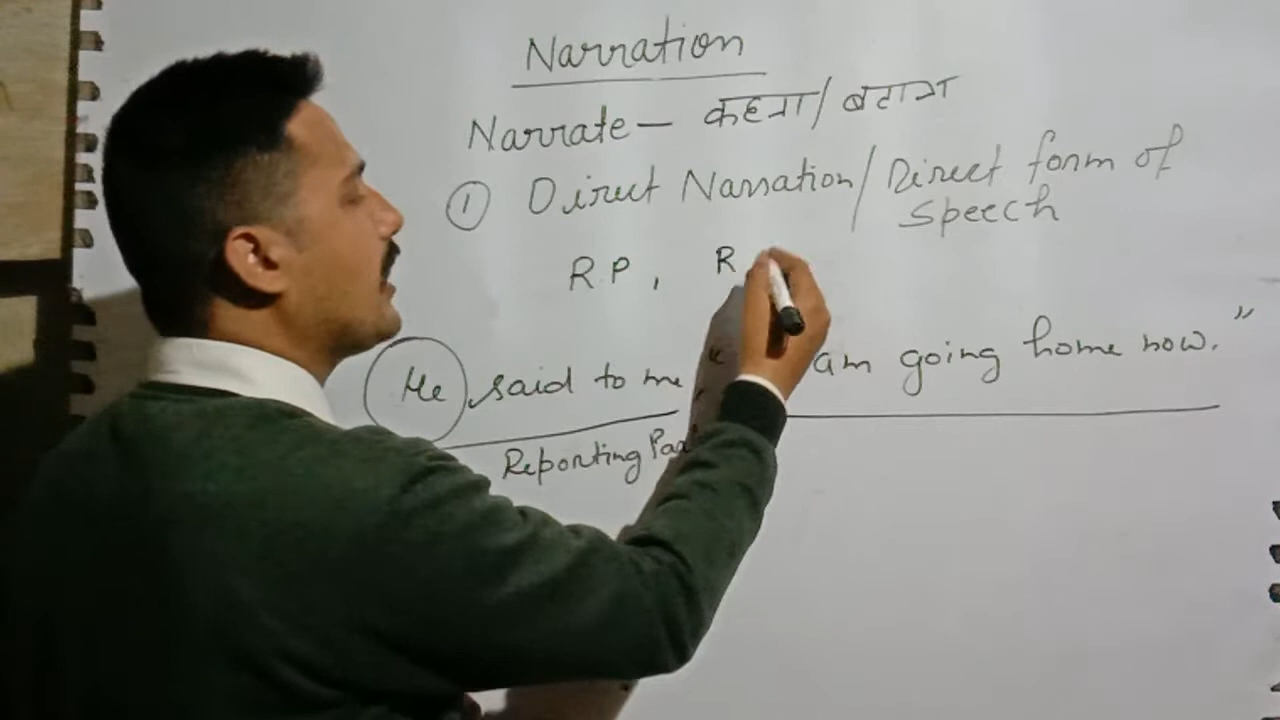 Narration
Narrate — कहना/बताना
① Direct Narration/Direct form of
Speech
R.P, R
He said to me " am going home now."
Reporting Par